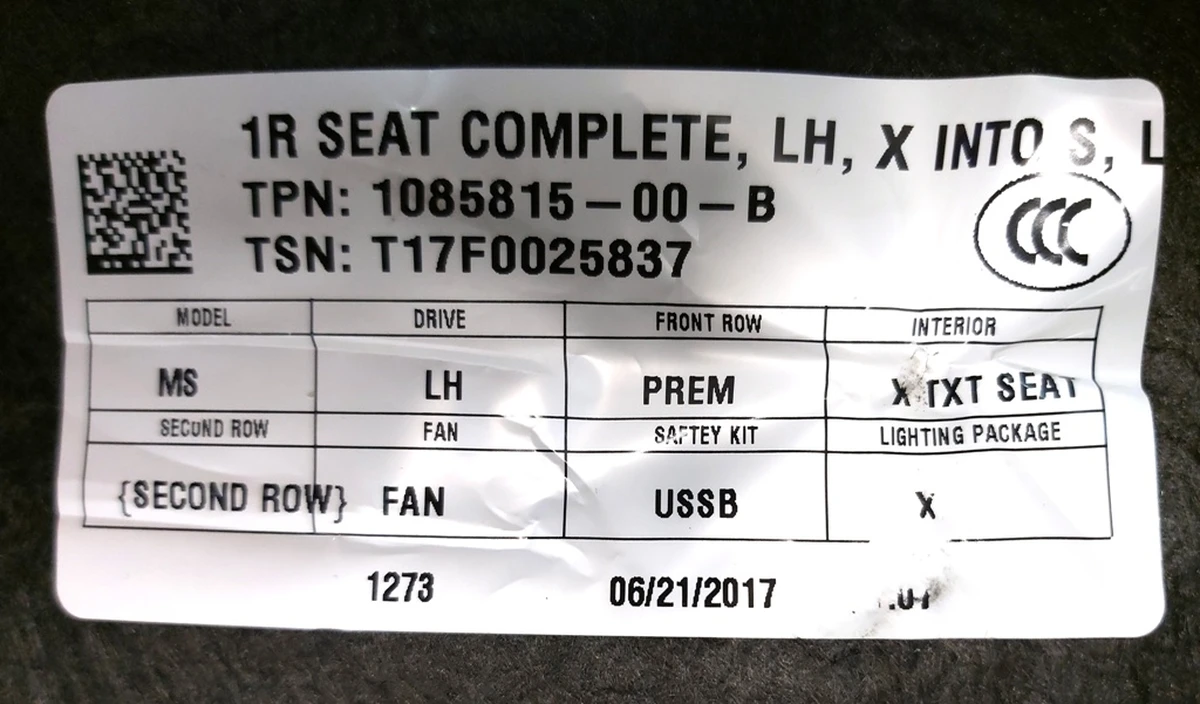 1R SEAT COMPLETE, LH, X INTO S, L
TPN: 1085815-00-B
CCC
TSN: T17F0025837
MODEL DRIVE FRONT ROW INTERIOR
MS LH PREM X TXT SEAT
SECOND ROW FAN SAFTEY KIT LIGHTING PACKAGE
{SECOND ROW} FAN USSB X
1273 06/21/2017